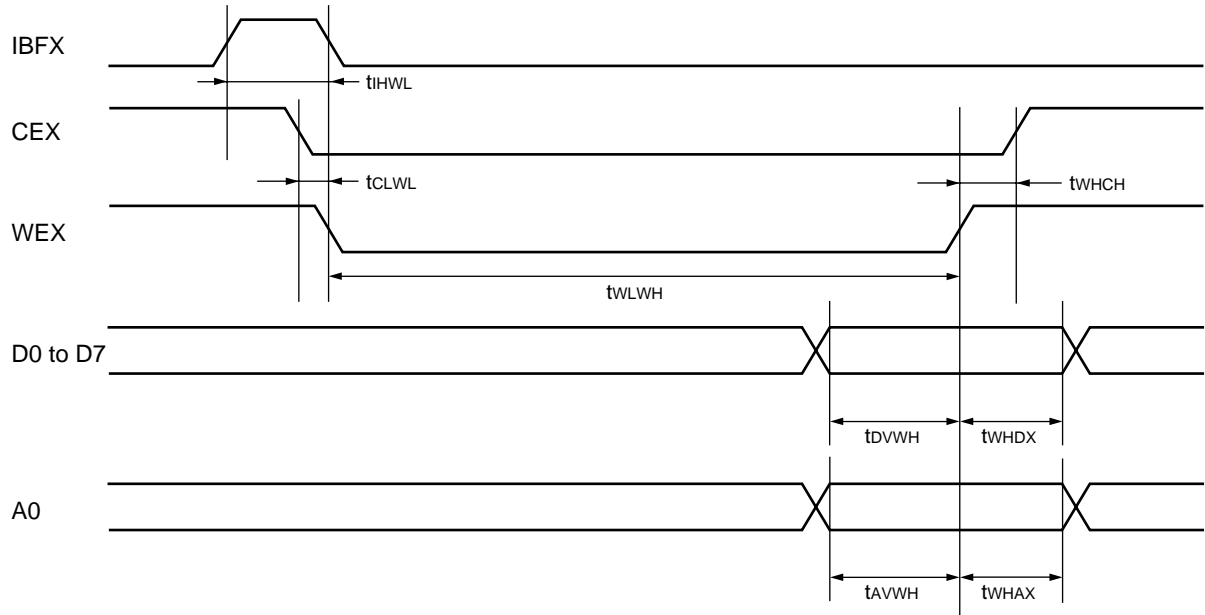 IBFX
tIHWL
CEX
tCLWL
tWHCH
WEX
tWLWH
D0 to D7
tDVWH
tWHDX
A0
tAVWH
tWHAX